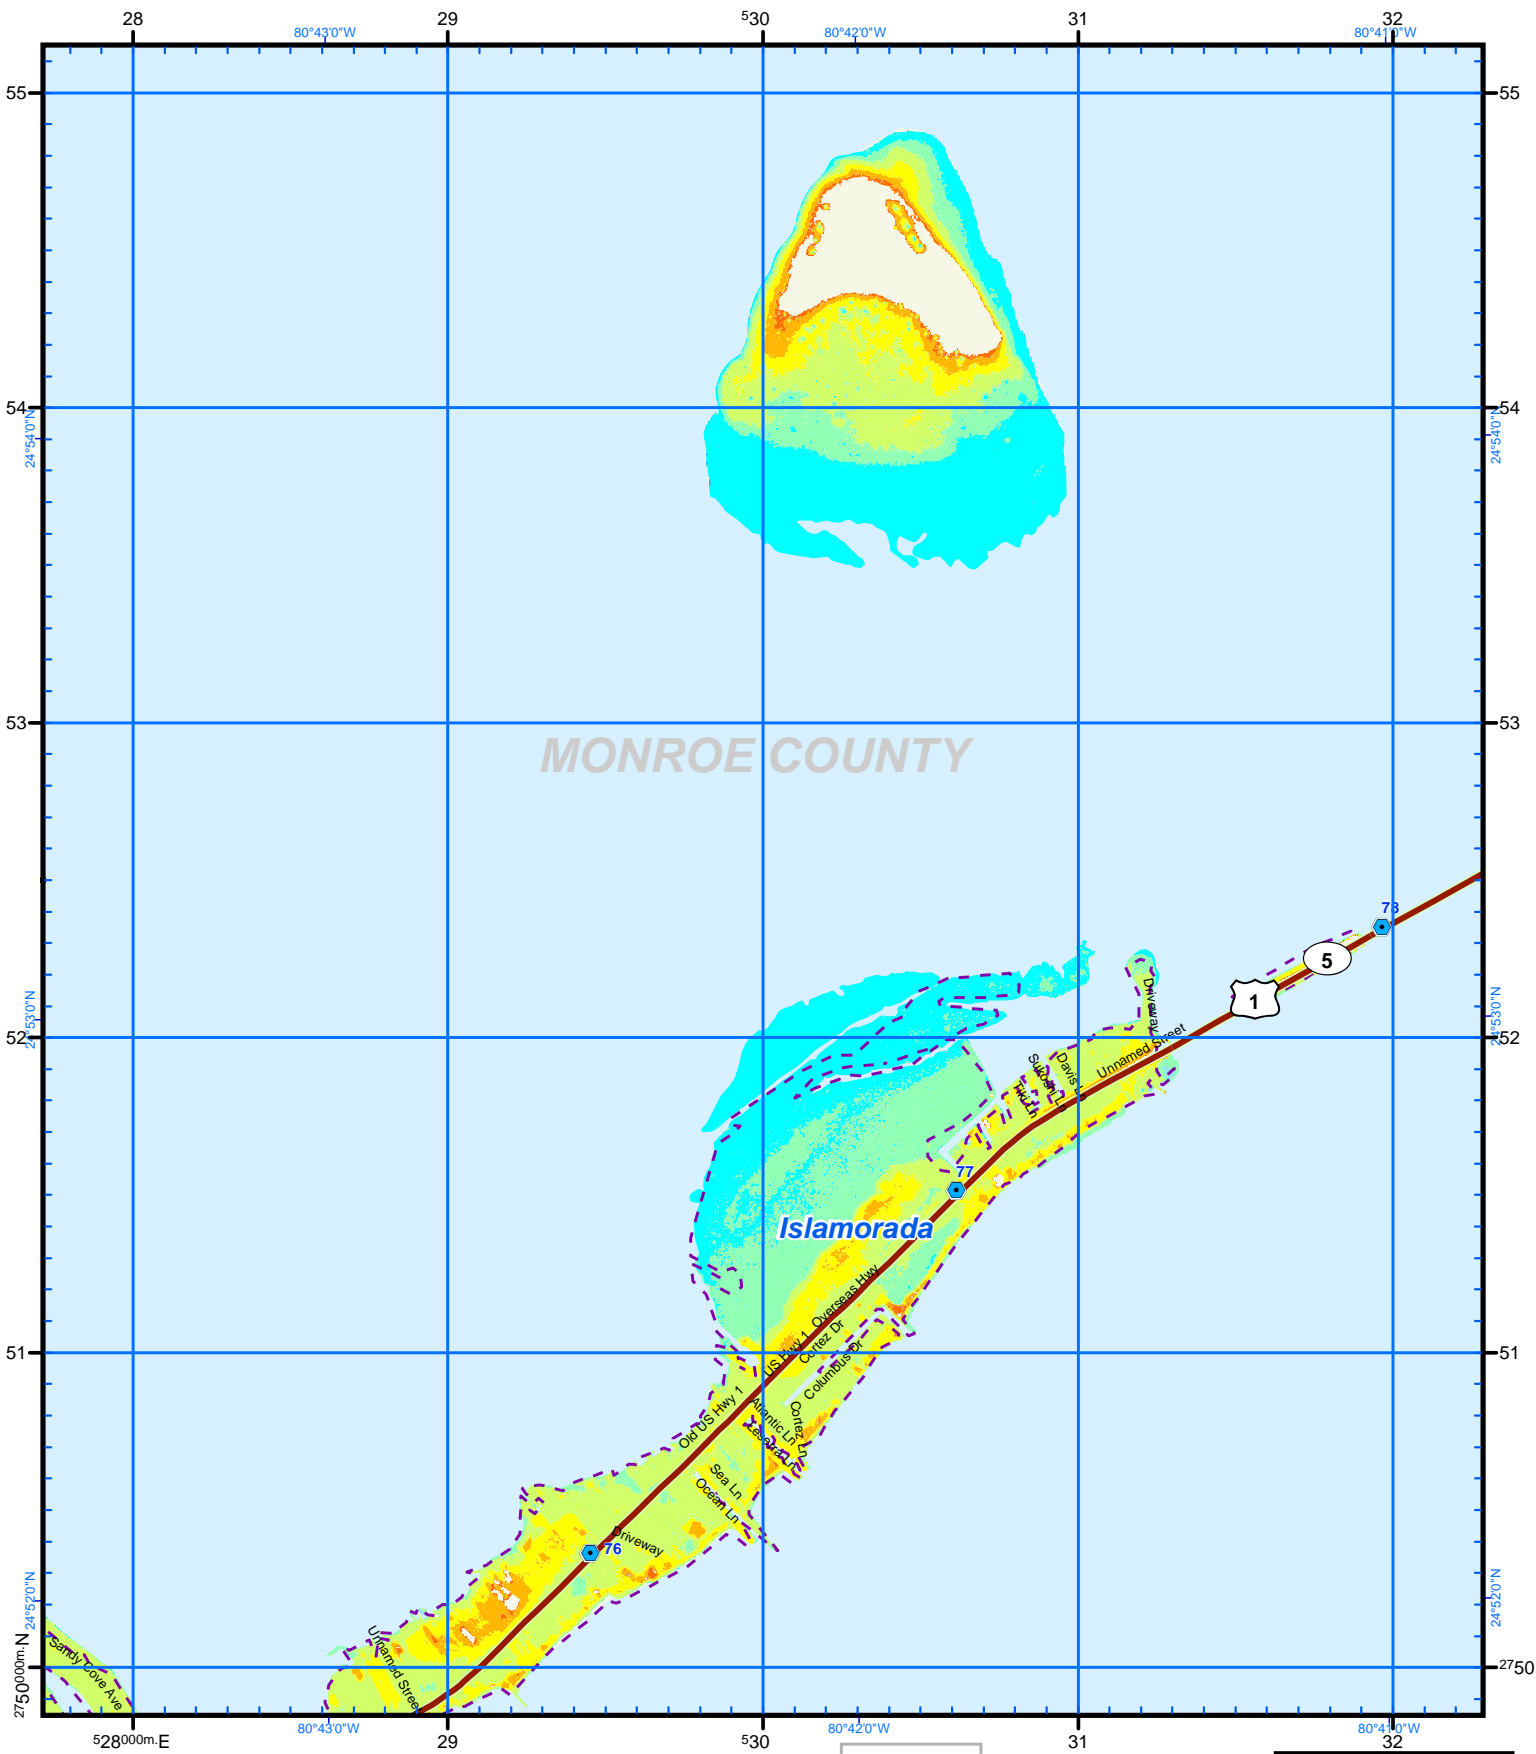 28 29 530 31 32
80°43'0"W 80°42'0"W 80°41'0"W
55 55
54 54
24°54'0"N 24°54'0"N
53 53
MONROE COUNTY
78
5
1
Driveway
24°53'0"N 24°53'0"N
52 52
Unnamed Street
Davis L
Sukoshi Ln
Tiki Ln
77
Islamorada
US Hwy 1 Overseas Hwy
Cortez Dr
51 51
Columbus Dr
Old US Hwy 1
Atlantic Ln
Cortez Ln
Sea Ln
Ocean Ln
Driveway
76
24°52'0"N 24°52'0"N
Unnamed Stree
Sandy Cove Ave
2750000m.N 2750
80°43'0"W 80°42'0"W 80°41'0"W
528000m.E 29 530 31 32